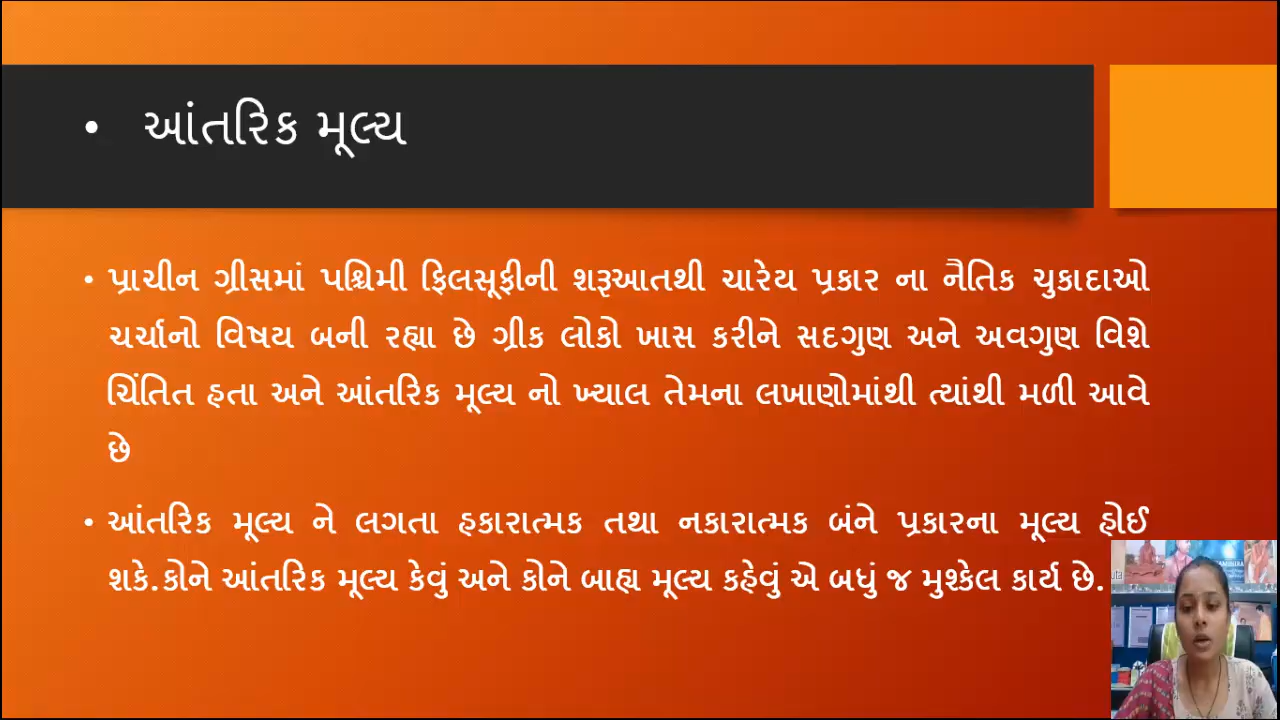 • આંતરિક મૂલ્ય
• પ્રાચીન ગ્રીસમાં પશ્ચિમી ફિલસૂફીની શરૂઆતથી ચારેય પ્રકાર ના નૈતિક ચુકાદાઓ
ચર્ચાનો વિષય બની રહ્યા છે ગ્રીક લોકો ખાસ કરીને સદગુણ અને અવગુણ વિશે
ચિંતિત હતા અને આંતરિક મૂલ્ય નો ખ્યાલ તેમના લખાણોમાંથી ત્યાંથી મળી આવે
છે
• આંતરિક મૂલ્ય ને લગતા હકારાત્મક તથા નકારાત્મક બંને પ્રકારના મૂલ્ય હોઈ
શકે.કોને આંતરિક મૂલ્ય કેવું અને કોને બાહ્ય મૂલ્ય કહેવું એ બધું જ મુશ્કેલ કાર્ય છે.